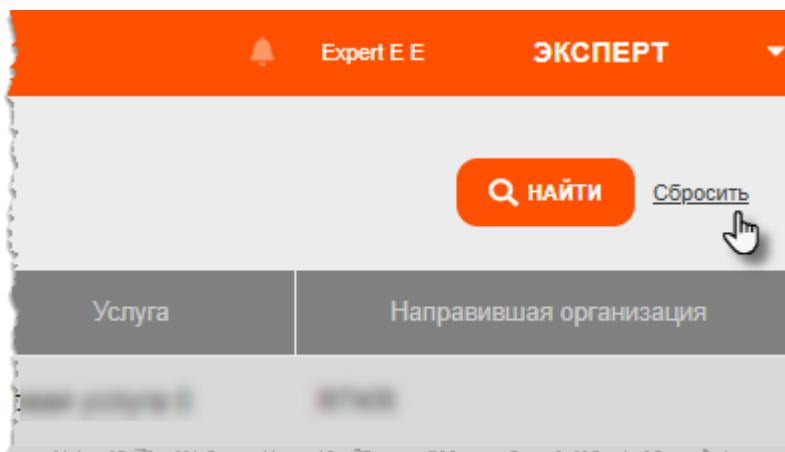 Expert E E ЭКСПЕРТ
НАЙТИ Сбросить
Услуга Направившая организация